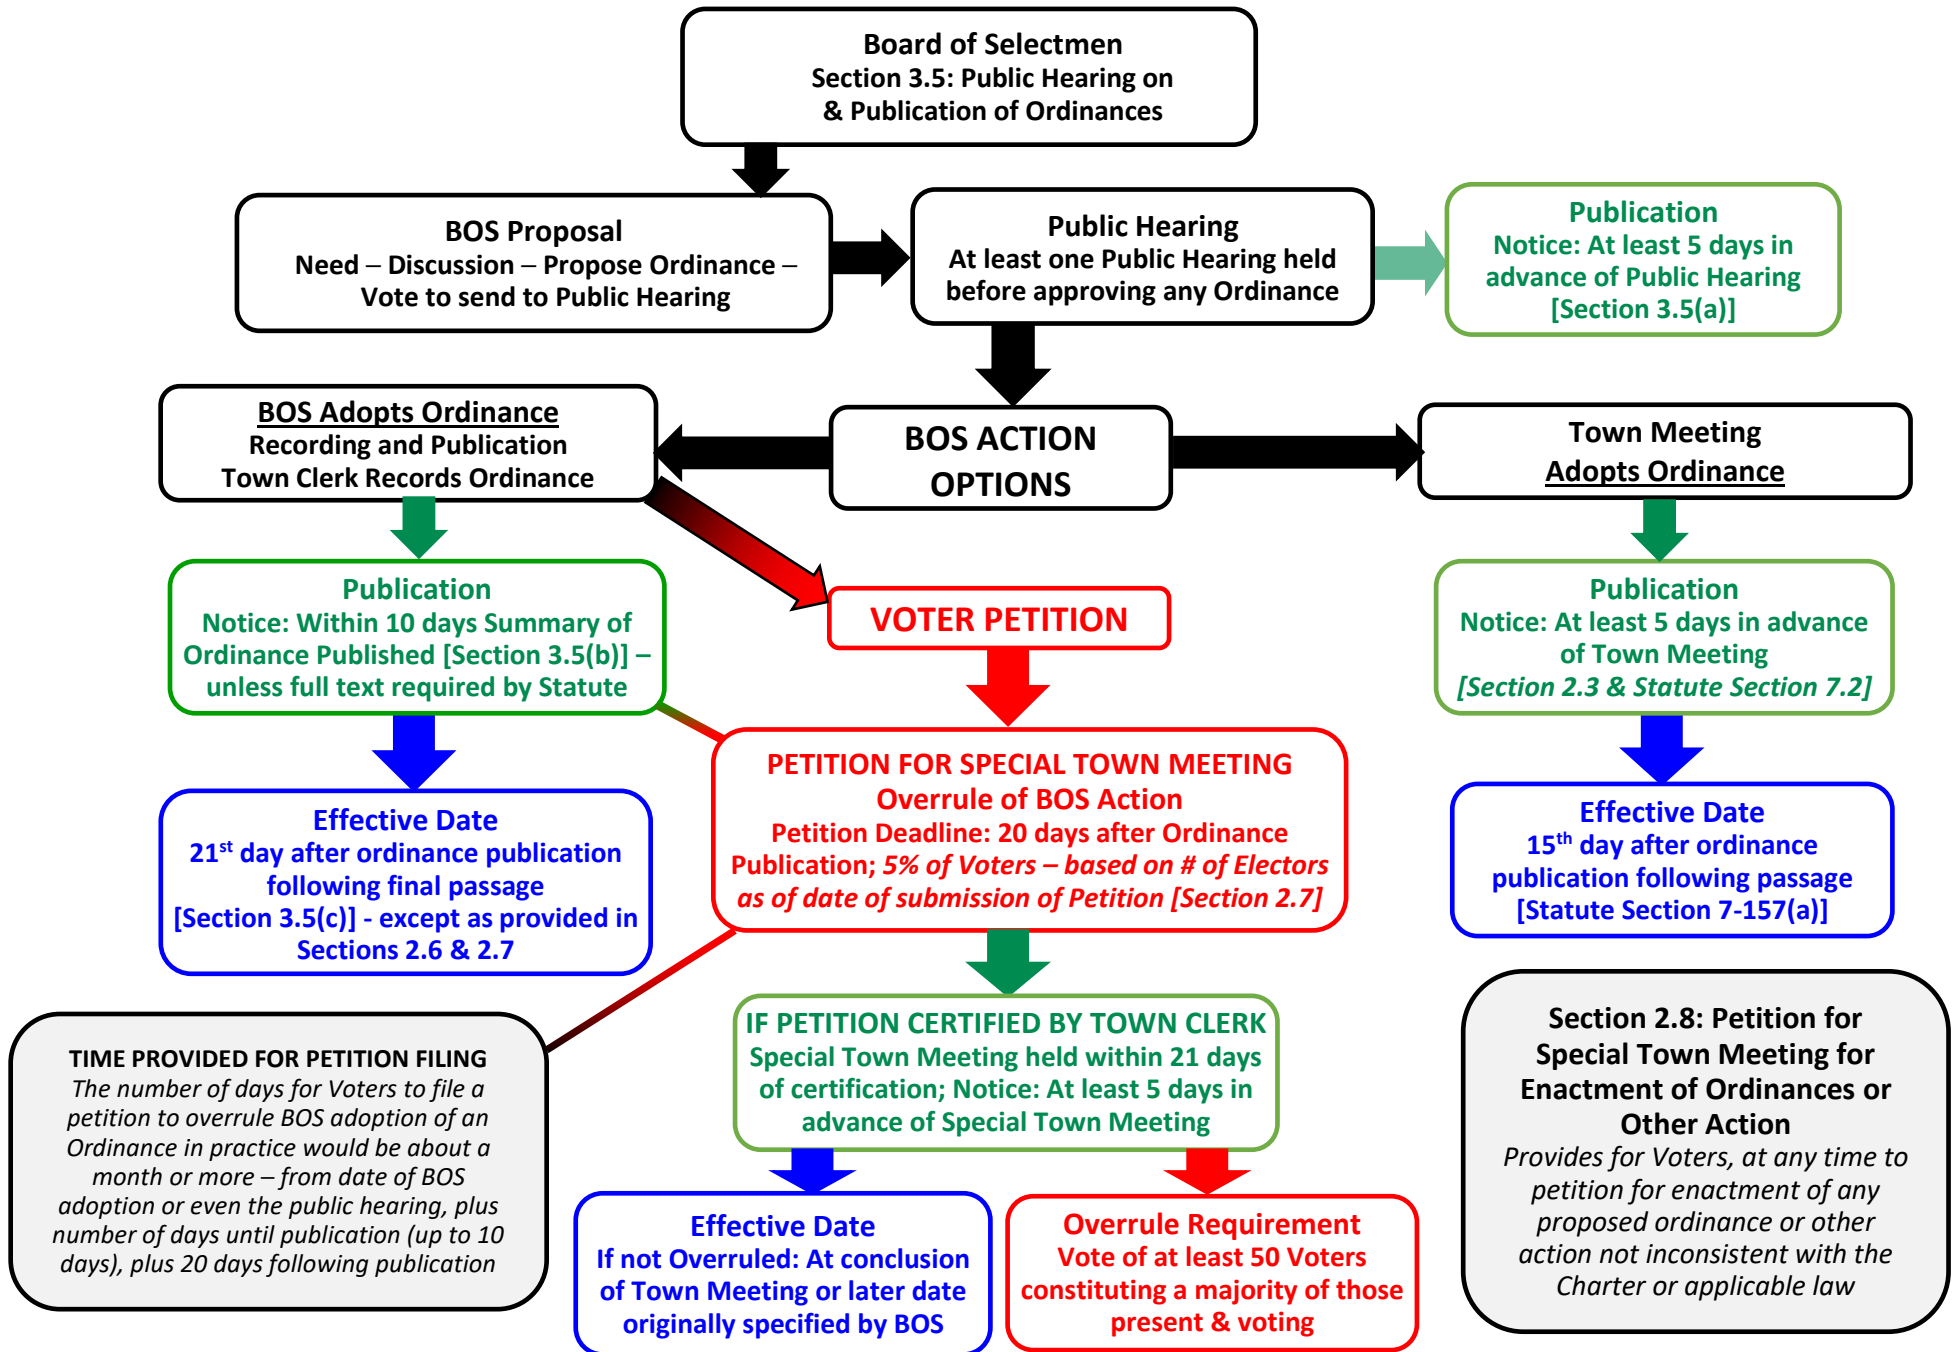 Board of Selectmen
Section 3.5: Public Hearing on
& Publication of Ordinances
BOS Proposal
Need – Discussion – Propose Ordinance –
Vote to send to Public Hearing
Public Hearing
At least one Public Hearing held
before approving any Ordinance
Publication
Notice: At least 5 days in
advance of Public Hearing
[Section 3.5(a)]
BOS Adopts Ordinance
Recording and Publication
Town Clerk Records Ordinance
BOS ACTION
OPTIONS
Town Meeting
Adopts Ordinance
Publication
Notice: Within 10 days Summary of
Ordinance Published [Section 3.5(b)] –
unless full text required by Statute
VOTER PETITION
Publication
Notice: At least 5 days in advance
of Town Meeting
[Section 2.3 & Statute Section 7.2]
PETITION FOR SPECIAL TOWN MEETING
Overrule of BOS Action
Petition Deadline: 20 days after Ordinance
Publication; 5% of Voters – based on # of Electors
as of date of submission of Petition [Section 2.7]
Effective Date
21st day after ordinance publication
following final passage
[Section 3.5(c)] - except as provided in
Sections 2.6 & 2.7
Effective Date
15th day after ordinance
publication following passage
[Statute Section 7-157(a)]
IF PETITION CERTIFIED BY TOWN CLERK
Special Town Meeting held within 21 days
of certification; Notice: At least 5 days in
advance of Special Town Meeting
TIME PROVIDED FOR PETITION FILING
The number of days for Voters to file a
petition to overrule BOS adoption of an
Ordinance in practice would be about a
month or more – from date of BOS
adoption or even the public hearing, plus
number of days until publication (up to 10
days), plus 20 days following publication
Section 2.8: Petition for
Special Town Meeting for
Enactment of Ordinances or
Other Action
Provides for Voters, at any time to
petition for enactment of any
proposed ordinance or other
action not inconsistent with the
Charter or applicable law
Effective Date
If not Overruled: At conclusion
of Town Meeting or later date
originally specified by BOS
Overrule Requirement
Vote of at least 50 Voters
constituting a majority of those
present & voting